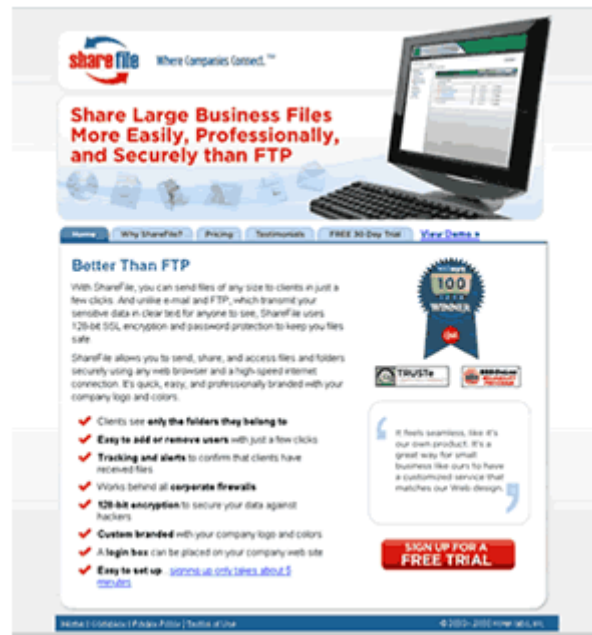 sharefile
Where Companies Connect.™
Share Large Business Files
More Easily, Professionally,
and Securely than FTP
Home Why ShareFile? Pricing Testimonials FREE 30-Day Trial View Demo »
Better Than FTP
With ShareFile, you can send files of any size to clients in just a
few clicks. And unlike e-mail and FTP, which transmit your
sensitive data in clear text for anyone to see, ShareFile uses
128-bit SSL encryption and password protection to keep you files
safe.
ShareFile allows you to send, share, and access files and folders
securely using any web browser and a high-speed internet
connection. It's quick, easy, and professionally branded with your
company logo and colors.
Clients see only the folders they belong to
Easy to add or remove users with just a few clicks
Tracking and alerts to confirm that clients have
received files
Works behind all corporate firewalls
128-bit encryption to secure your data against
hackers
Custom branded with your company logo and colors
A login box can be placed on your company web site
Easy to set up...signing up only takes about 5
minutes
100
WINNER
TRUSTe
It feels seamless, like it's
our own product. It's a
great way for small
business like ours to have
a customized service that
matches our Web design.
SIGN UP FOR A
FREE TRIAL
Home | Company | Privacy Policy | Terms of Use